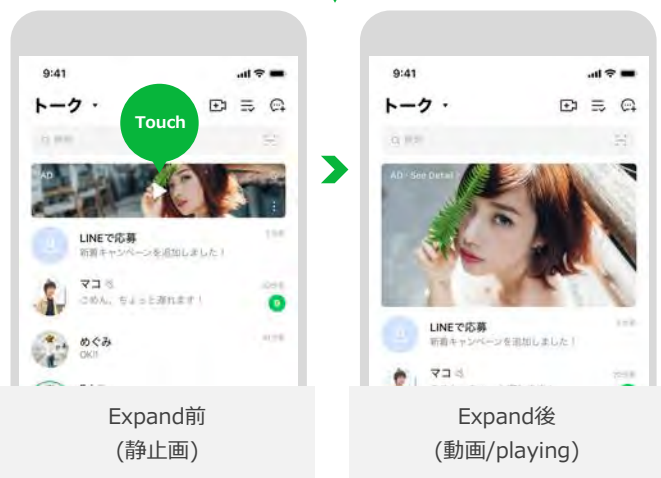 9:41
トーク
Touch
検索
AD
LINEで応募
新着キャンペーンを追加しました！
マコ
ごめん、ちょっと遅れます！
9
めぐみ
OK!!
Expand前
(静止画)
9:41
トーク
検索
AD · See Detail
LINEで応募
新着キャンペーンを追加しました！
マコ
Expand後
(動画/playing)